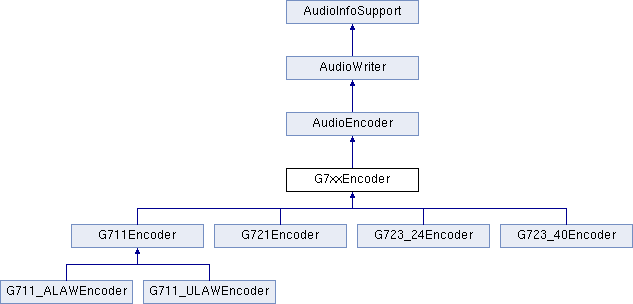 AudioInfoSupport
AudioWriter
AudioEncoder
G7xxEncoder
G711Encoder
G721Encoder
G723_24Encoder
G723_40Encoder
G711_ALAWEncoder
G711_ULAWEncoder